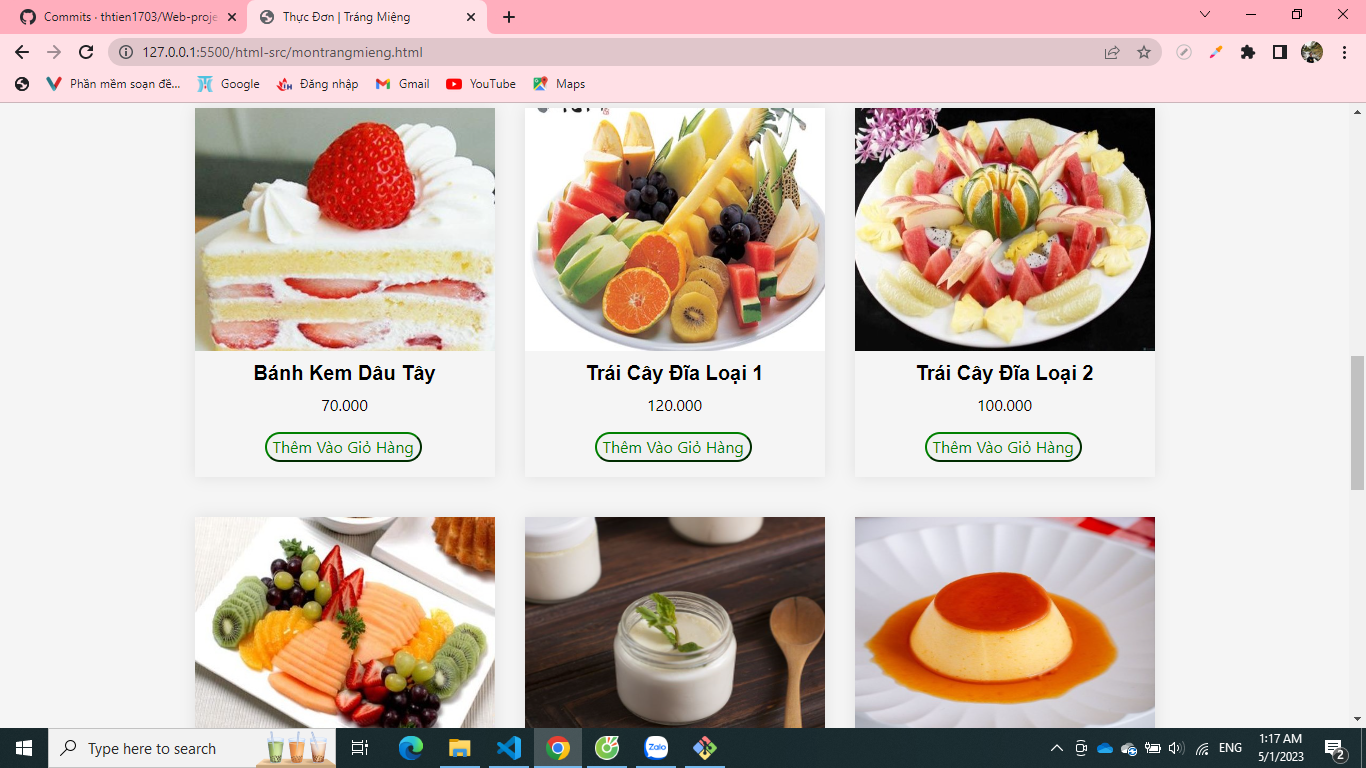 Commits · thtien1703/Web-proje
Thực Đơn | Tráng Miệng
127.0.0.1:5500/html-src/montrangmieng.html
Phần mềm soạn đề...
Google
Đăng nhập
Gmail
YouTube
Maps
Bánh Kem Dâu Tây
70.000
Thêm Vào Giỏ Hàng
Trái Cây Đĩa Loại 1
120.000
Thêm Vào Giỏ Hàng
Trái Cây Đĩa Loại 2
100.000
Thêm Vào Giỏ Hàng
Type here to search
Zalo
ENG
1:17 AM
5/1/2023
2